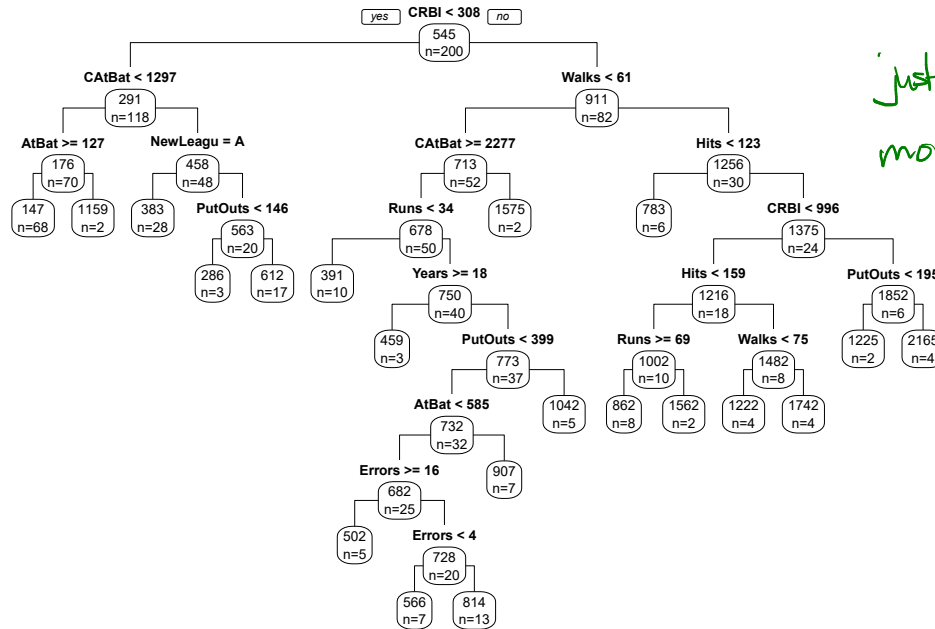 CRBI < 308
yes no
545
n=200
CAtBat < 1297 Walks < 61
291 911
n=118 n=82
just
AtBat >= 127 NewLeagu = A CAtBat >= 2277 Hits < 123
176 458 713 1256
n=70 n=48 n=52 n=30
147 1159 383 PutOuts < 146 Runs < 34 1575 783 CRBI < 996
n=68 n=2 n=28 563 678 n=2 n=6 1375
n=20 n=50 n=24
286 612 391 Years >= 18 Hits < 159 PutOuts < 195
n=3 n=17 n=10 750 1216 1852
n=40 n=18 n=6
459 PutOuts < 399 Runs >= 69 Walks < 75 1225 2165
n=3 773 1002 1482 n=2 n=4
n=37 n=10 n=8
AtBat < 585 1042 862 1562 1222 1742
732 n=5 n=8 n=2 n=4 n=4
n=32
Errors >= 16 907
682 n=7
n=25
502 Errors < 4
n=5 728
n=20
566 814
n=7 n=13